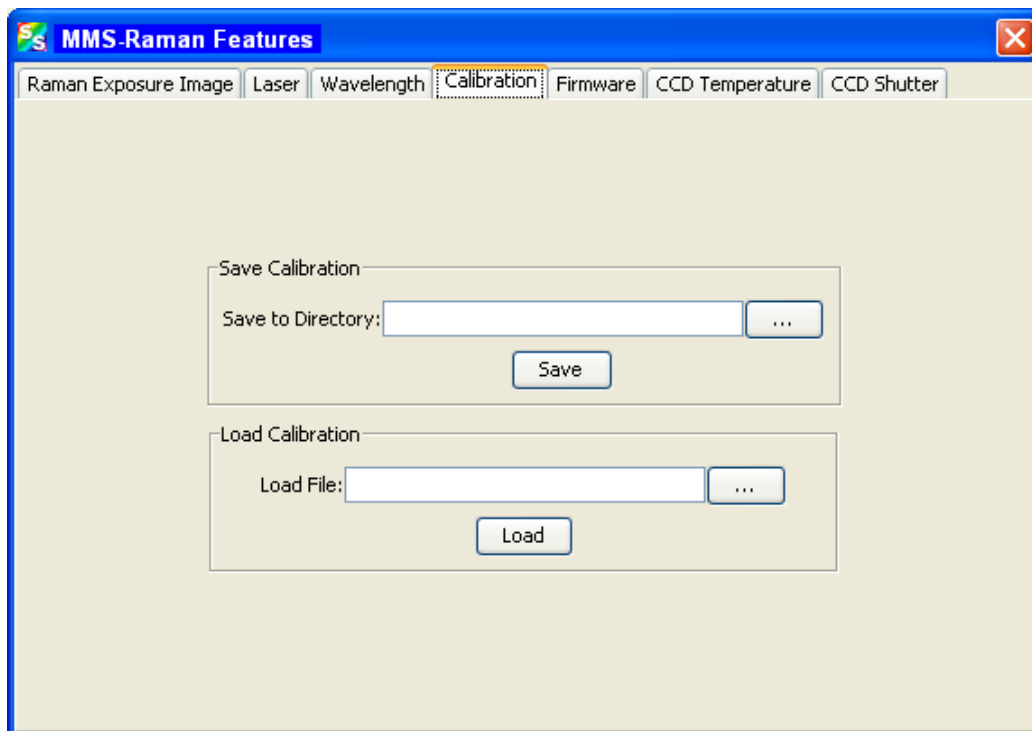 SS MMS-Raman Features
Raman Exposure Image Laser Wavelength Calibration Firmware CCD Temperature CCD Shutter
Save Calibration
Save to Directory: ...
Save
Load Calibration
Load File: ...
Load